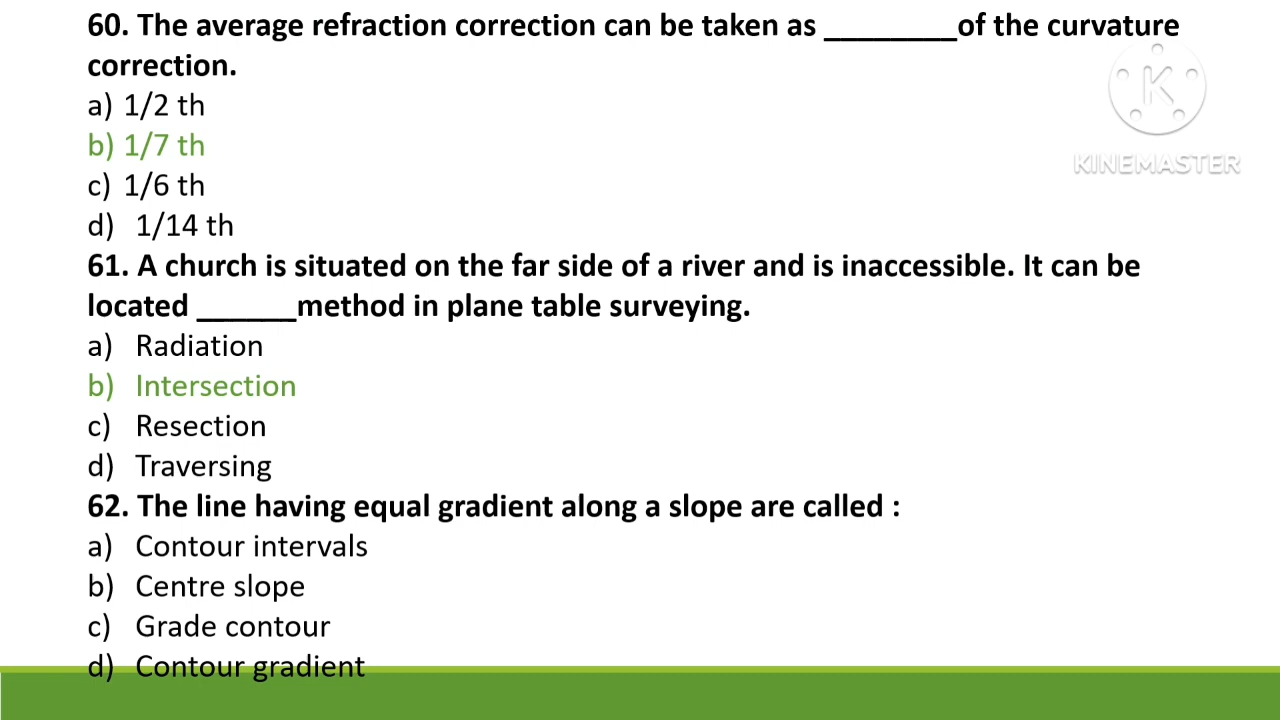 60. The average refraction correction can be taken as ________of the curvature
correction.
a) 1/2 th
b) 1/7 th
c) 1/6 th
d) 1/14 th
61. A church is situated on the far side of a river and is inaccessible. It can be
located ______method in plane table surveying.
a) Radiation
b) Intersection
c) Resection
d) Traversing
62. The line having equal gradient along a slope are called :
a) Contour intervals
b) Centre slope
c) Grade contour
d) Contour gradient
K
KINEMASTER